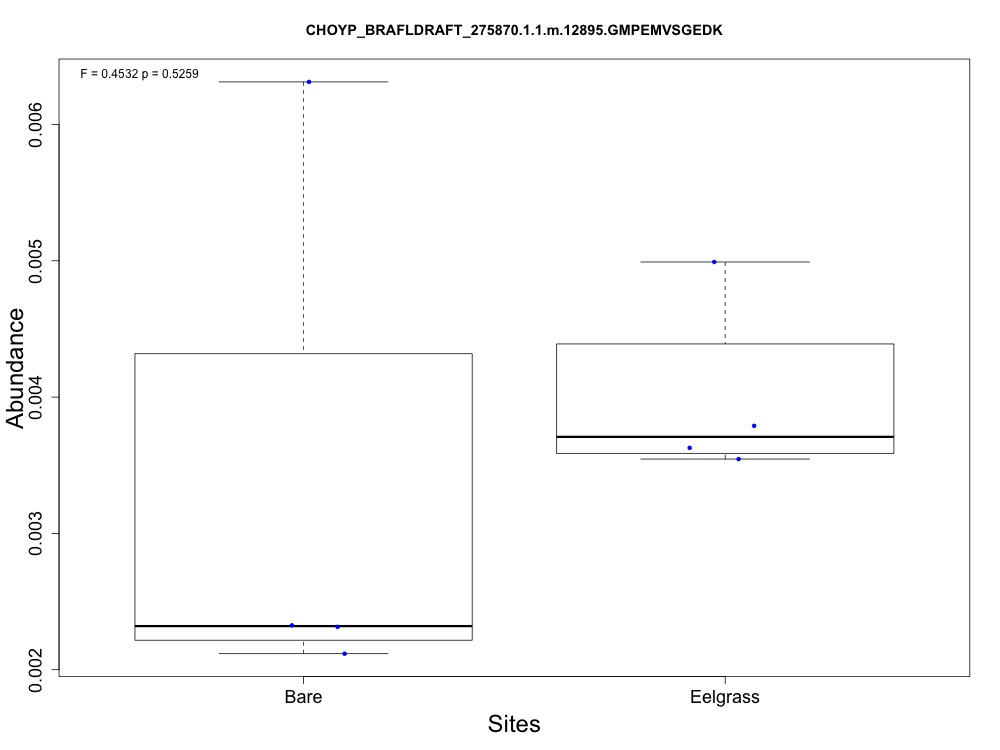 CHOYP_BRAFLDRAFT_275870.1.1.m.12895.GMPEMVSGEDK
F = 0.4532 p = 0.5259
0.006
0.005
0.004
0.003
0.002
Abundance
Bare
Eelgrass
Sites